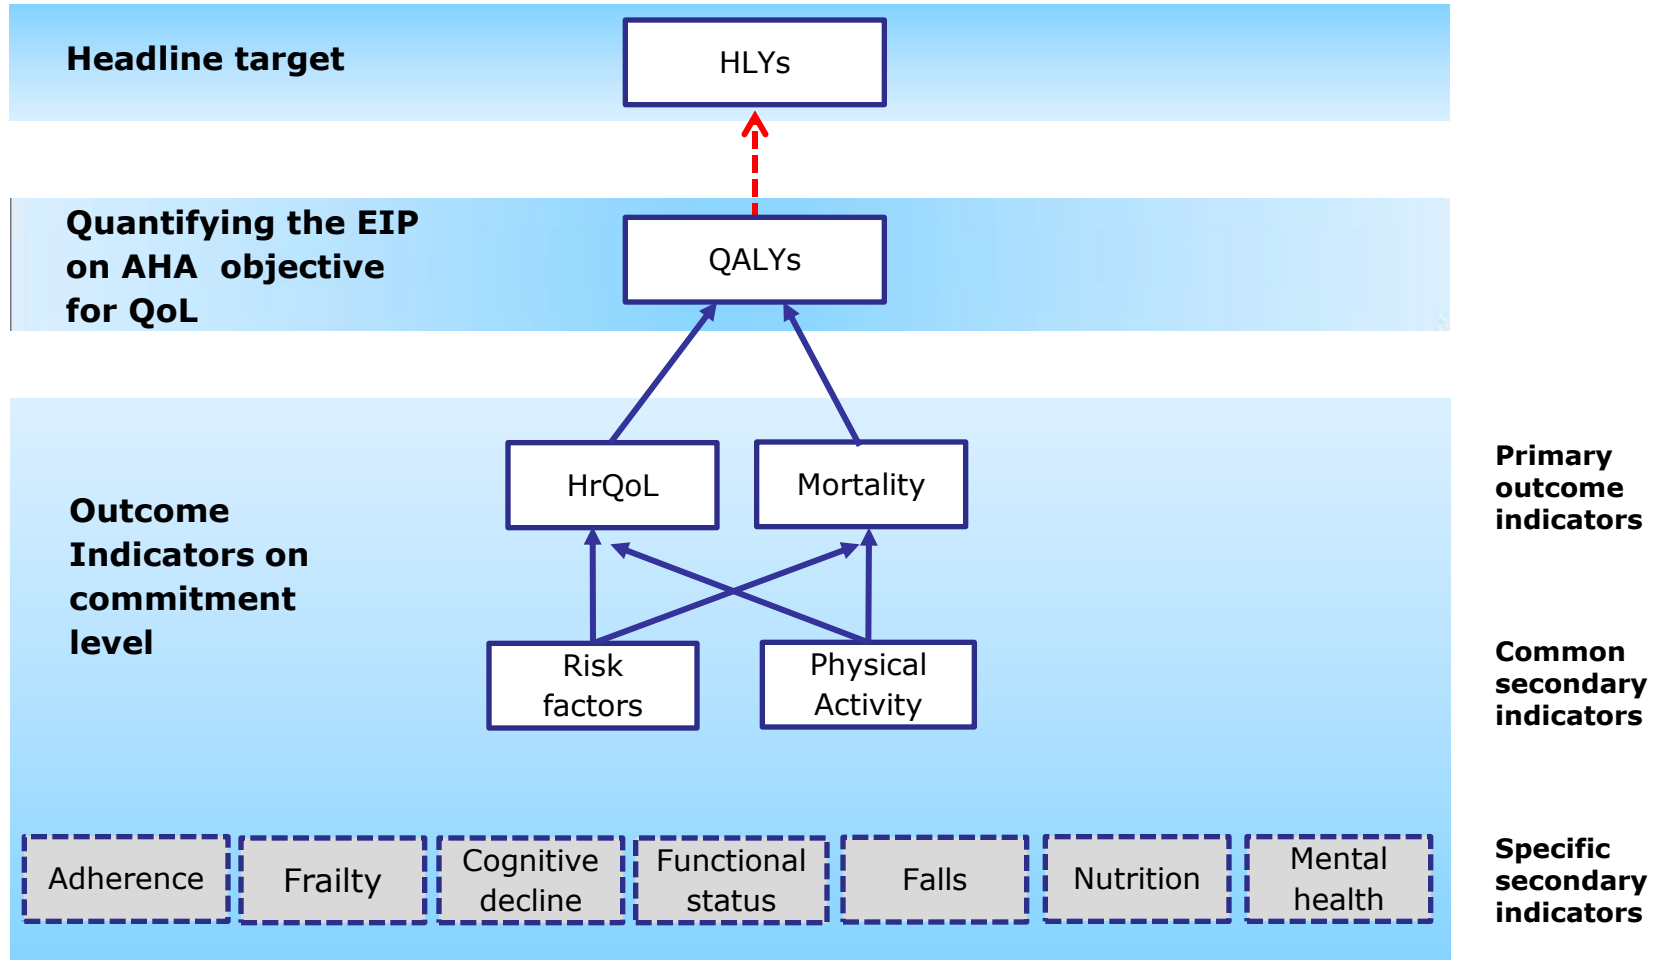 Headline target
HLYs
Quantifying the EIP
on AHA  objective
for QoL
QALYs
HrQoL
Mortality
Primary
outcome
indicators
Outcome
Indicators on
commitment
level
Risk
factors
Physical
Activity
Common
secondary
indicators
Adherence
Frailty
Cognitive
decline
Functional
status
Falls
Nutrition
Mental
health
Specific
secondary
indicators